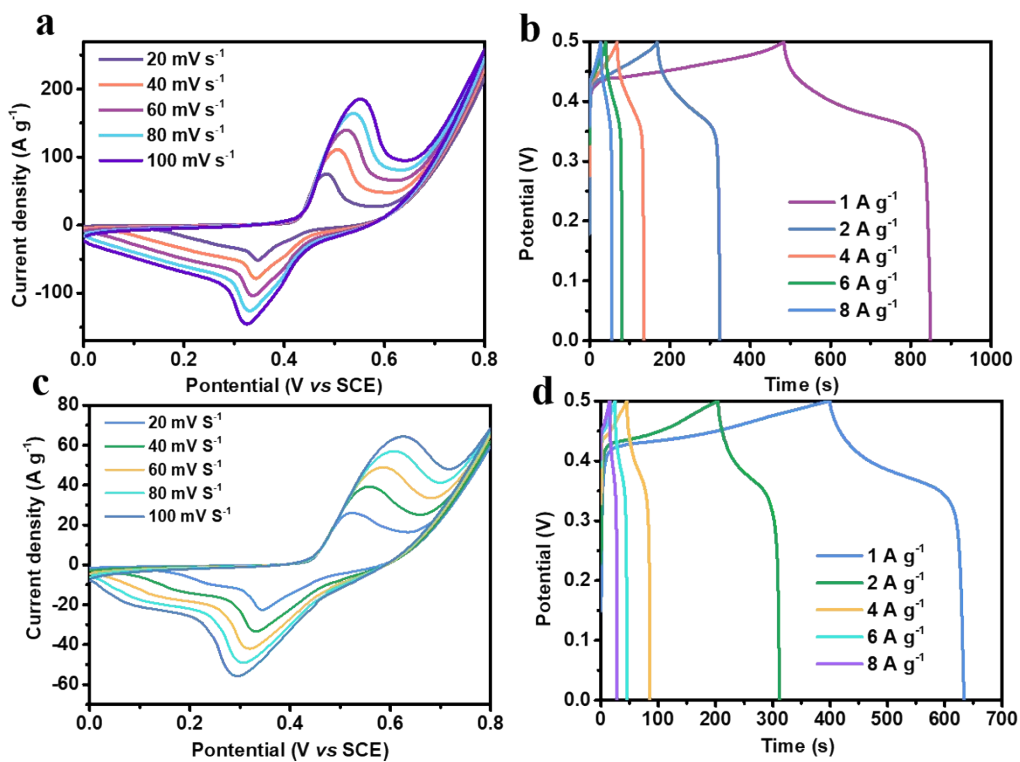 a
20 mV s⁻¹
40 mV s⁻¹
60 mV s⁻¹
80 mV s⁻¹
100 mV s⁻¹
200
100
0
-100
0.0 0.2 0.4 0.6 0.8
Current density (A g⁻¹)
Pontential (V vs SCE)
b
0.5
0.4
0.3
0.2
0.1
0.0
0 200 400 600 800 1000
Potential (V)
Time (s)
1 A g⁻¹
2 A g⁻¹
4 A g⁻¹
6 A g⁻¹
8 A g⁻¹
c
20 mV S⁻¹
40 mV S⁻¹
60 mV S⁻¹
80 mV S⁻¹
100 mV S⁻¹
80
60
40
20
0
-20
-40
-60
0.0 0.2 0.4 0.6 0.8
Current density (A g⁻¹)
Pontential (V vs SCE)
d
0.5
0.4
0.3
0.2
0.1
0.0
0 100 200 300 400 500 600 700
Potential (V)
Time (s)
1 A g⁻¹
2 A g⁻¹
4 A g⁻¹
6 A g⁻¹
8 A g⁻¹